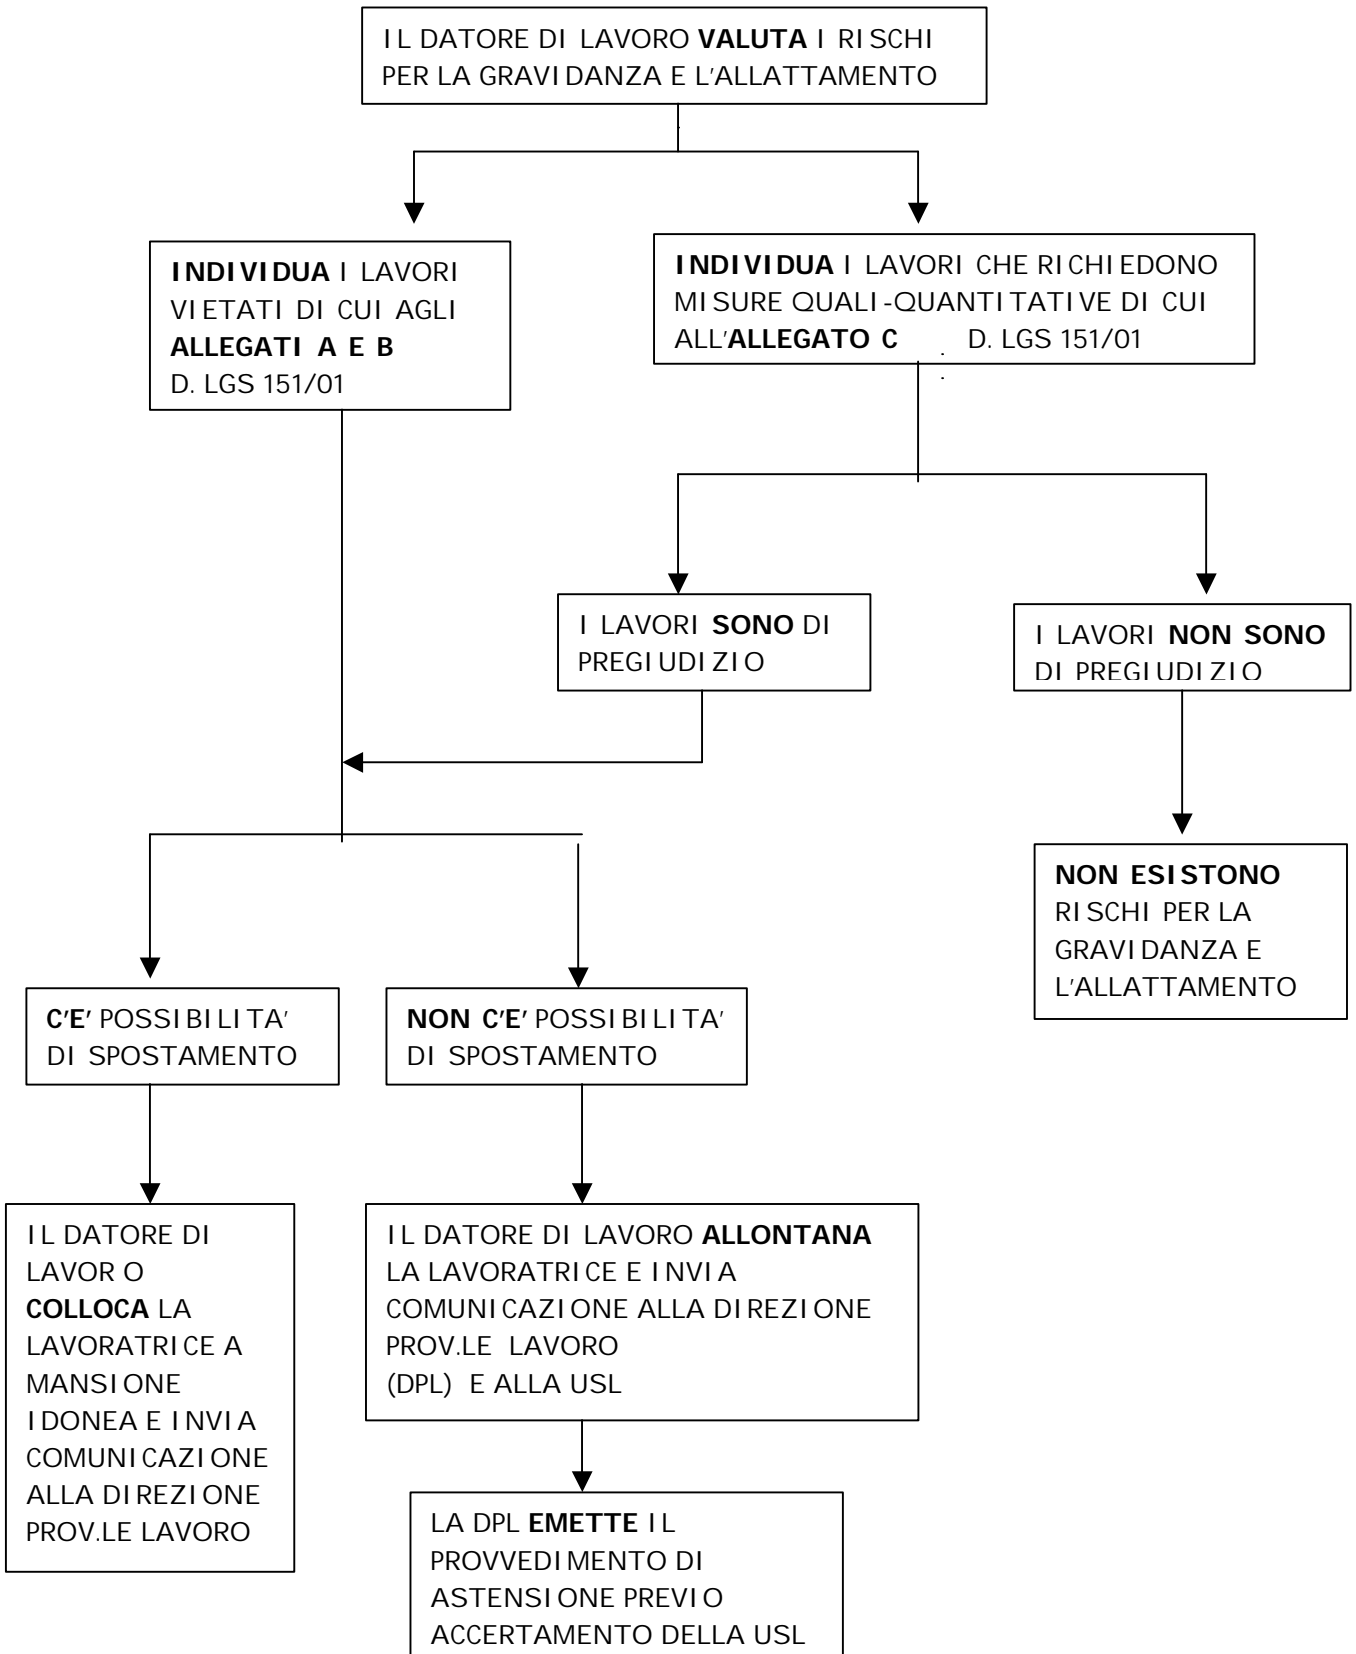 IL DATORE DI LAVORO VALUTA I RISCHI
PER LA GRAVIDANZA E L'ALLATTAMENTO
INDIVIDUA I LAVORI
VIETATI DI CUI AGLI
ALLEGATI A E B
D. LGS 151/01
INDIVIDUA I LAVORI CHE RICHIEDONO
MISURE QUALI-QUANTITATIVE DI CUI
ALL'ALLEGATO C D. LGS 151/01
I LAVORI SONO DI
PREGIUDIZIO
I LAVORI NON SONO
DI PREGIUDIZIO
NON ESISTONO
RISCHI PER LA
GRAVIDANZA E
L'ALLATTAMENTO
C'E' POSSIBILITA'
DI SPOSTAMENTO
NON C'E' POSSIBILITA'
DI SPOSTAMENTO
IL DATORE DI
LAVOR O
COLLOCA LA
LAVORATRICE A
MANSIONE
IDONEA E INVIA
COMUNICAZIONE
ALLA DIREZIONE
PROV.LE LAVORO
IL DATORE DI LAVORO ALLONTANA
LA LAVORATRICE E INVIA
COMUNICAZIONE ALLA DIREZIONE
PROV.LE LAVORO
(DPL) E ALLA USL
LA DPL EMETTE IL
PROVVEDIMENTO DI
ASTENSIONE PREVIO
ACCERTAMENTO DELLA USL